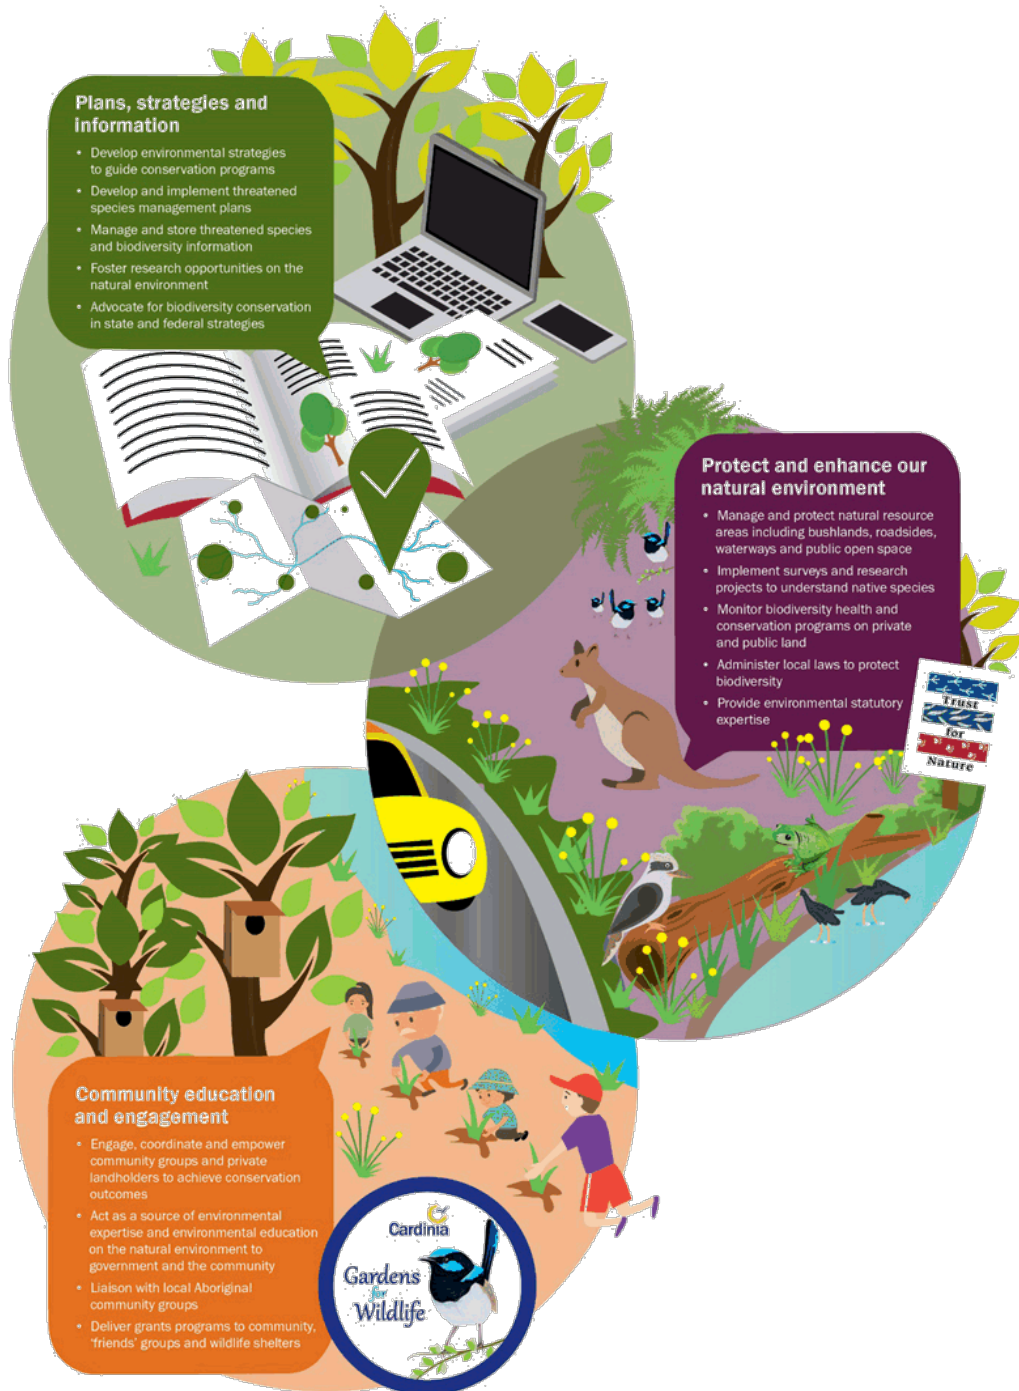 Plans, strategies and
information
• Develop environmental strategies
to guide conservation programs
• Develop and implement threatened
species management plans
• Manage and store threatened species
and biodiversity information
• Foster research opportunities on the
natural environment
• Advocate for biodiversity conservation
in state and federal strategies
Protect and enhance our
natural environment
• Manage and protect natural resource
areas including bushlands, roadsides,
waterways and public open space
• Implement surveys and research
projects to understand native species
• Monitor biodiversity health and
conservation programs on private
and public land
• Administer local laws to protect
biodiversity
• Provide environmental statutory
expertise
Trust
for
Nature
Community education
and engagement
• Engage, coordinate and empower
community groups and private
landholders to achieve conservation
outcomes
• Act as a source of environmental
expertise and environmental education
on the natural environment to
government and the community
• Liaison with local Aboriginal
community groups
• Deliver grants programs to community,
'friends' groups and wildlife shelters
Cardinia
Gardens
for
Wildlife